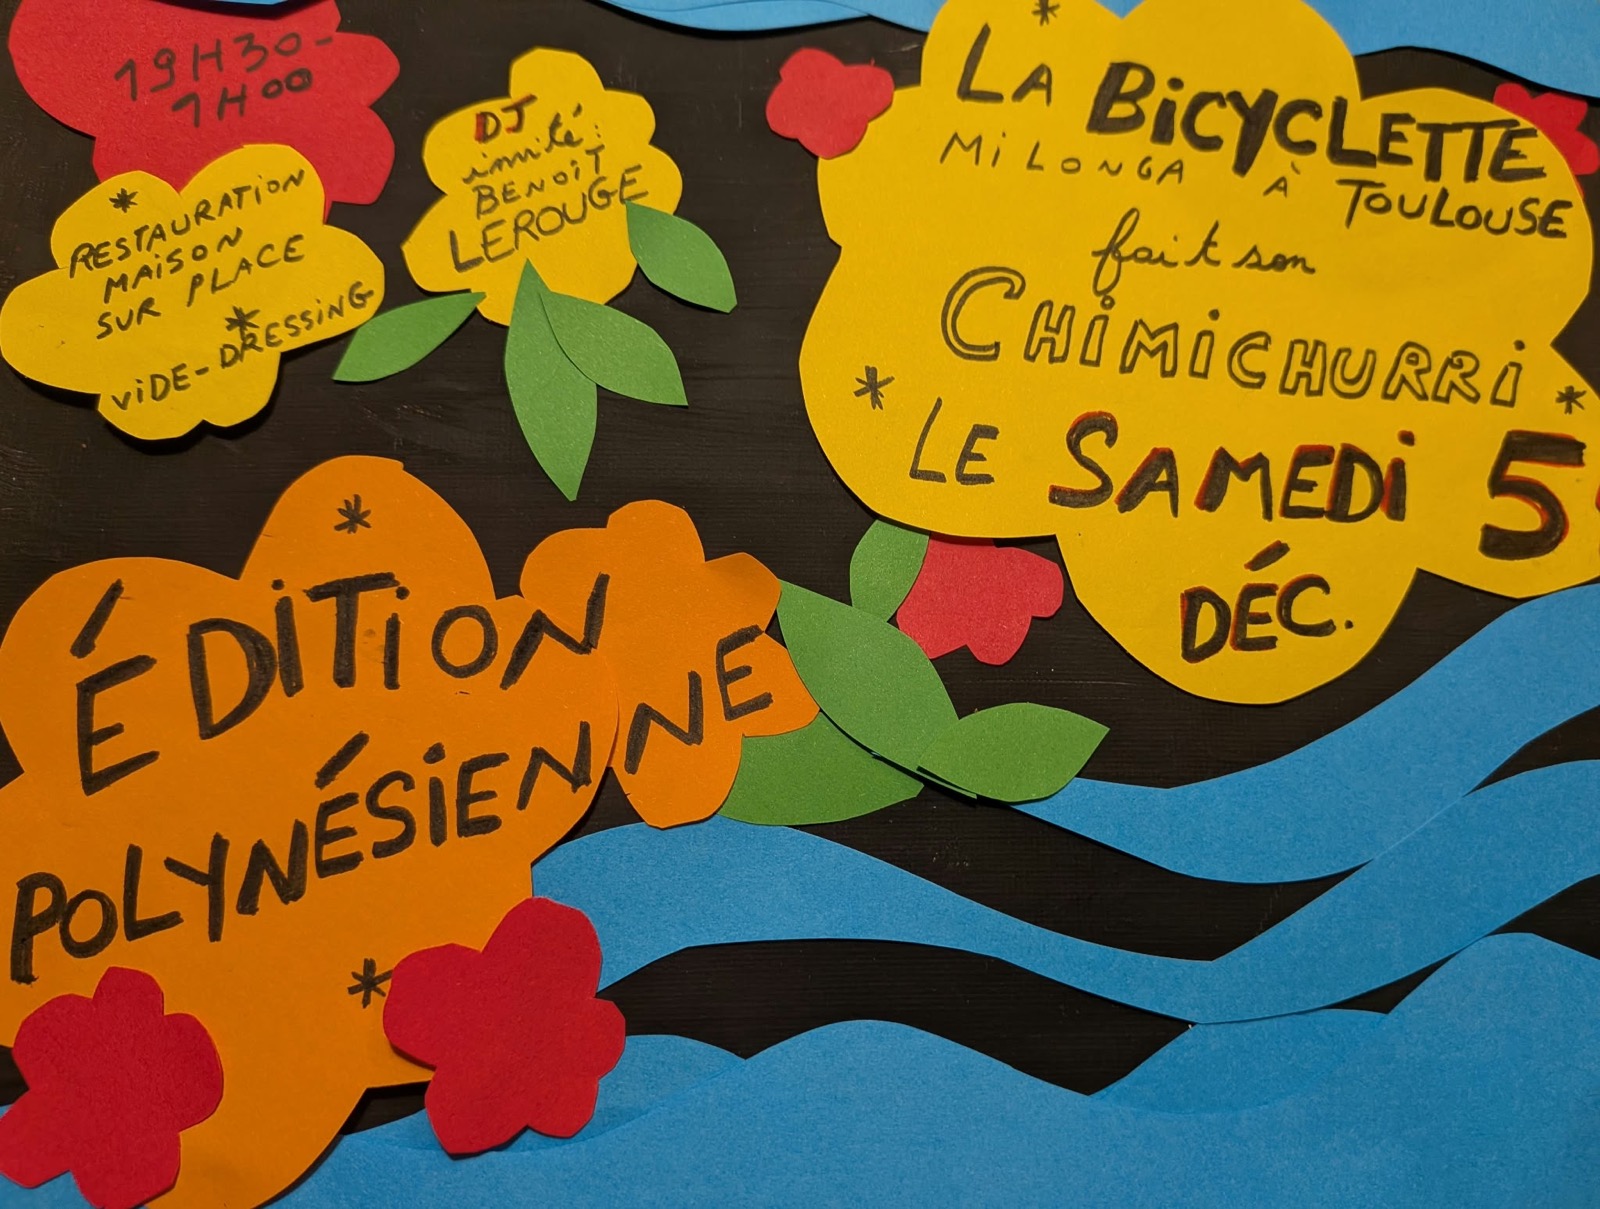 19H30-
1H00
RESTAURATION
MAISON
SUR PLACE
ViDE-DRESSING
DJ
invité:
BENOIT
LEROUGE
LA BiCYCLETTE
MiLONGA À TOULOUSE
fait son
CHiMiCHURRi
LE SAMEDi 5
DÉC.
ÉDiTiON
POLYNÉSiENNE